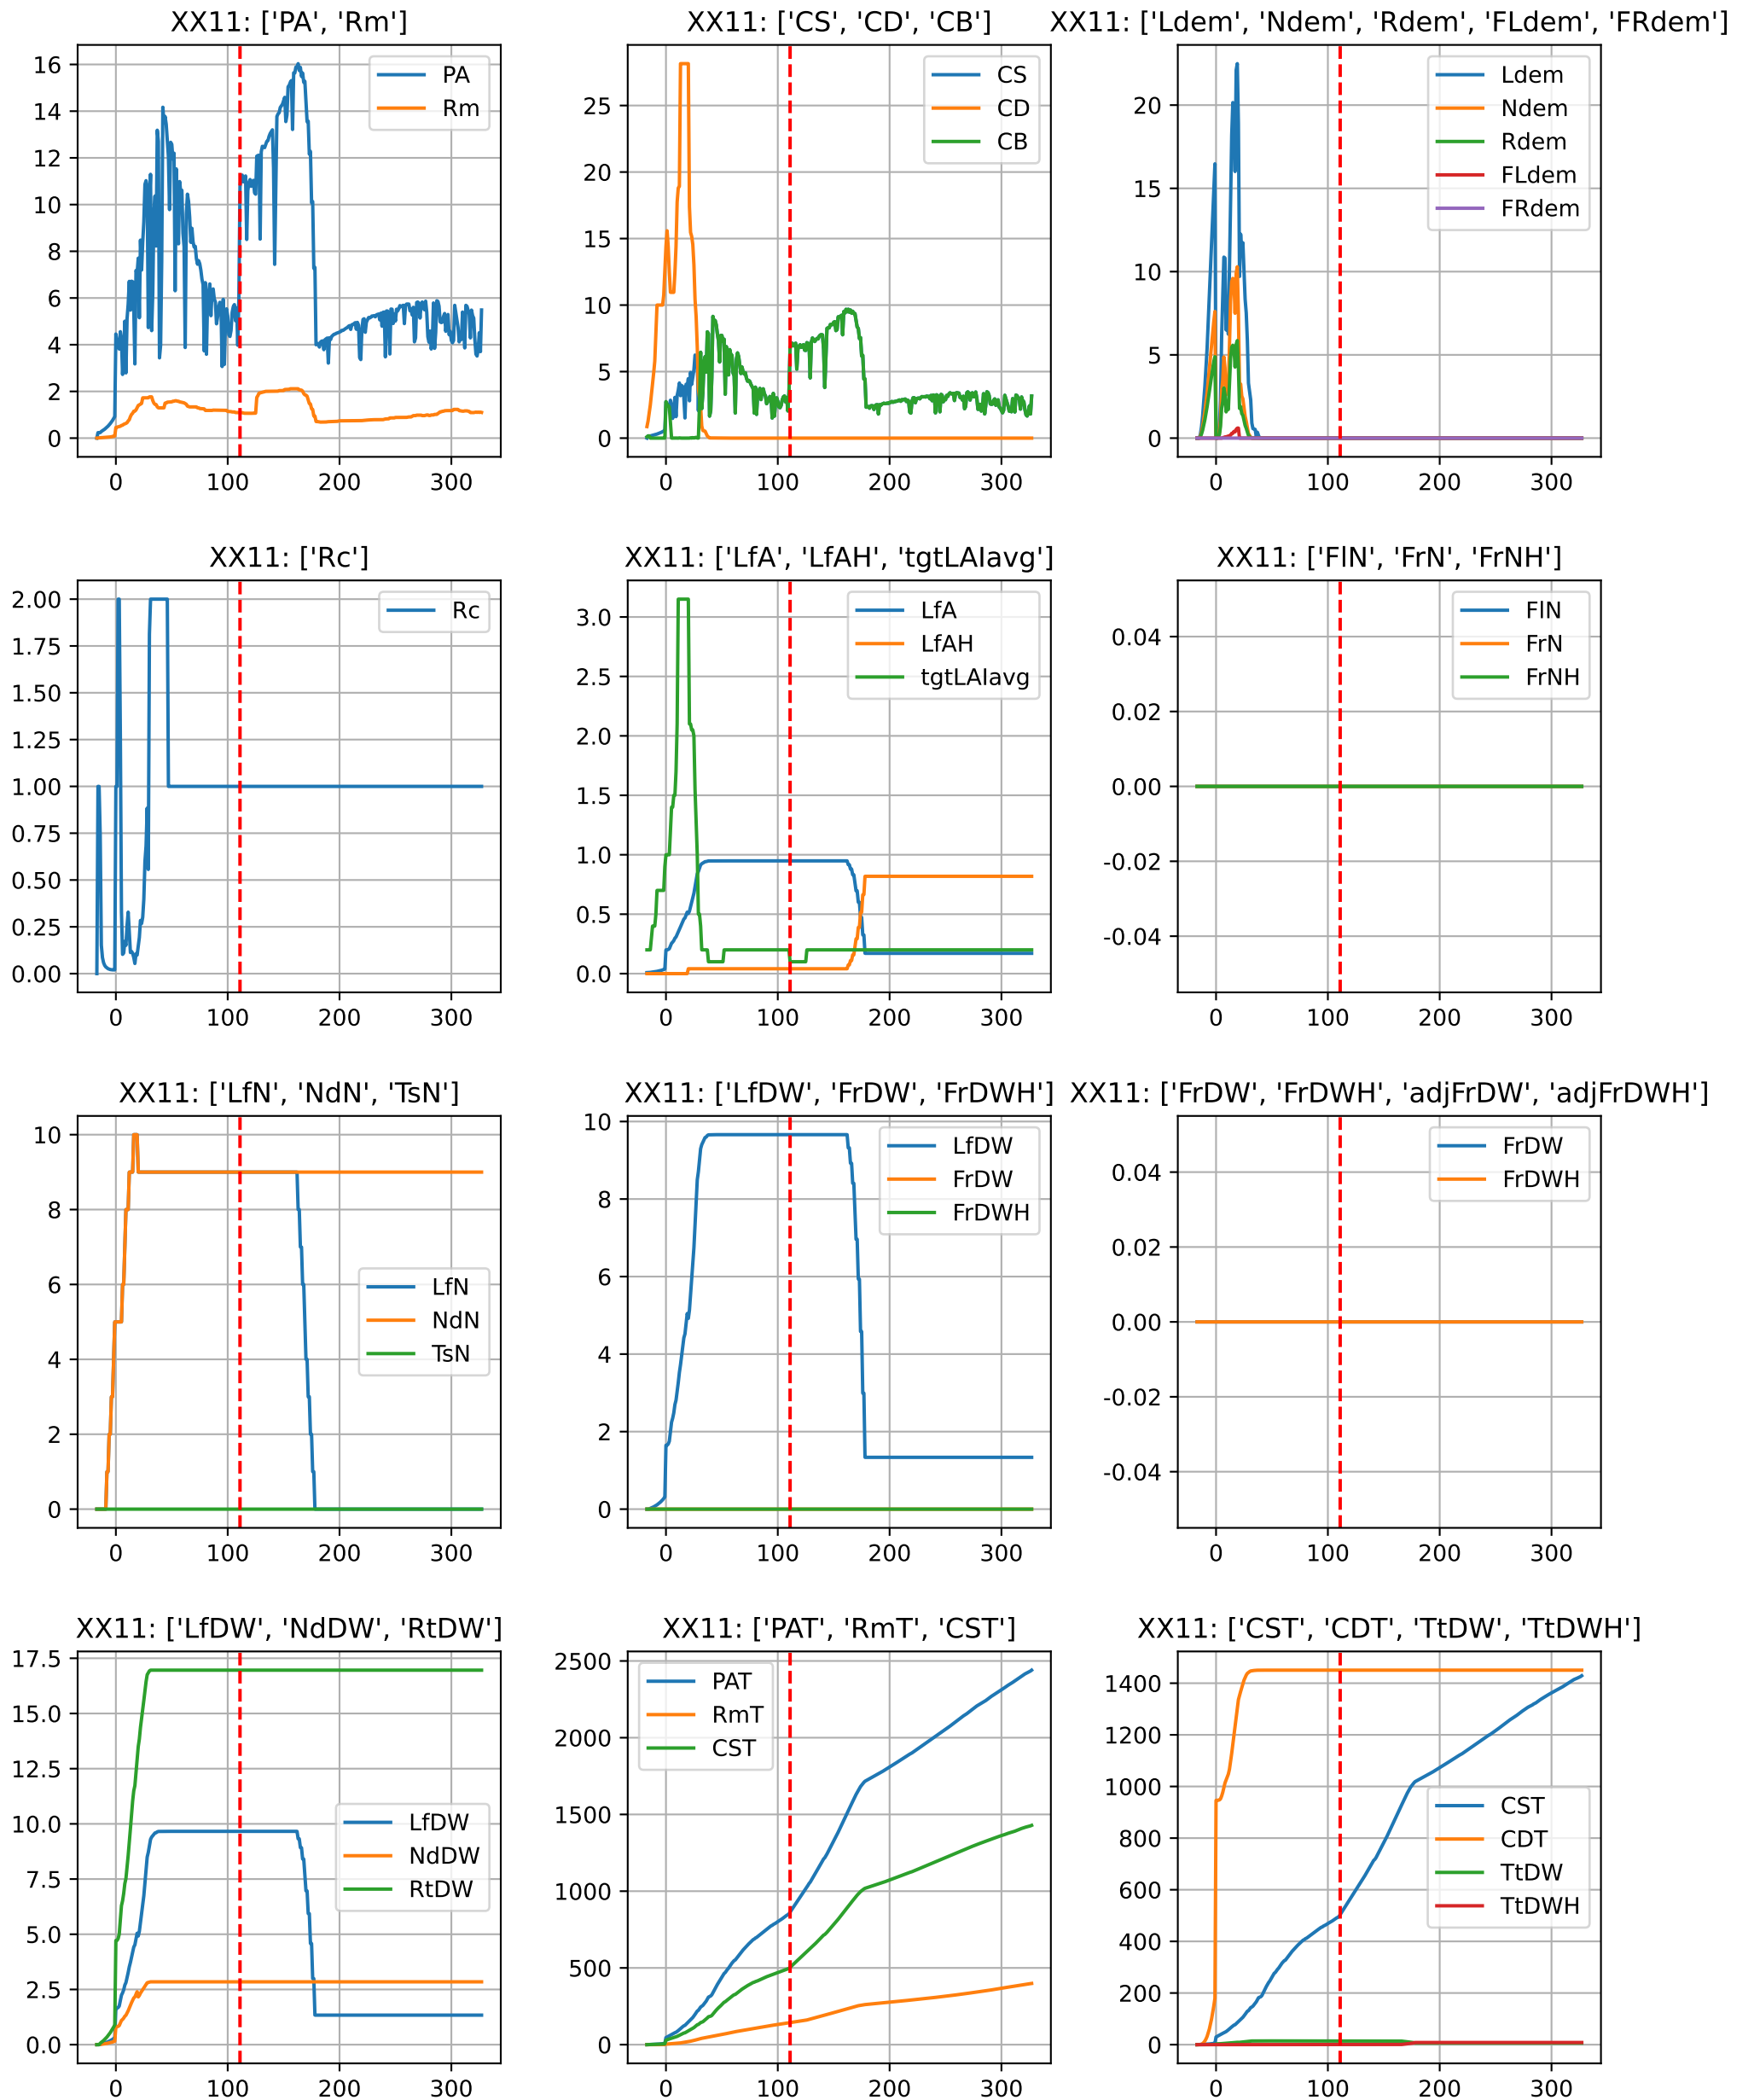 XX11: ['PA', 'Rm']
16
14
12
10
8
6
4
2
0
0 100 200 300
PA
Rm
XX11: ['CS', 'CD', 'CB']
25
20
15
10
5
0
0 100 200 300
CS
CD
CB
XX11: ['Ldem', 'Ndem', 'Rdem', 'FLdem', 'FRdem']
20
15
10
5
0
0 100 200 300
Ldem
Ndem
Rdem
FLdem
FRdem
XX11: ['Rc']
2.00
1.75
1.50
1.25
1.00
0.75
0.50
0.25
0.00
0 100 200 300
Rc
XX11: ['LfA', 'LfAH', 'tgtLAIavg']
3.0
2.5
2.0
1.5
1.0
0.5
0.0
0 100 200 300
LfA
LfAH
tgtLAIavg
XX11: ['FlN', 'FrN', 'FrNH']
0.04
0.02
0.00
-0.02
-0.04
0 100 200 300
FlN
FrN
FrNH
XX11: ['LfN', 'NdN', 'TsN']
10
8
6
4
2
0
0 100 200 300
LfN
NdN
TsN
XX11: ['LfDW', 'FrDW', 'FrDWH']
10
8
6
4
2
0
0 100 200 300
LfDW
FrDW
FrDWH
XX11: ['FrDW', 'FrDWH', 'adjFrDW', 'adjFrDWH']
0.04
0.02
0.00
-0.02
-0.04
0 100 200 300
FrDW
FrDWH
XX11: ['LfDW', 'NdDW', 'RtDW']
17.5
15.0
12.5
10.0
7.5
5.0
2.5
0.0
0 100 200 300
LfDW
NdDW
RtDW
XX11: ['PAT', 'RmT', 'CST']
2500
2000
1500
1000
500
0
0 100 200 300
PAT
RmT
CST
XX11: ['CST', 'CDT', 'TtDW', 'TtDWH']
1400
1200
1000
800
600
400
200
0
0 100 200 300
CST
CDT
TtDW
TtDWH